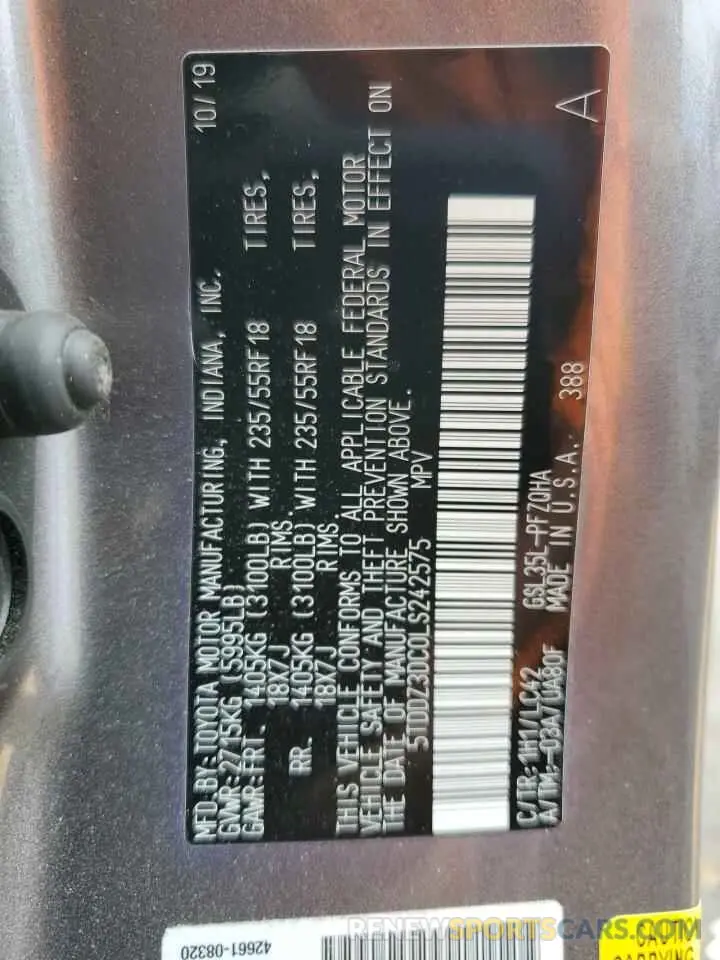 MFD.BY:TOYOTA MOTOR MANUFACTURING, INDIANA, INC. 10/19
GVWR:2715KG (5995LB)
GAWR:FRT. 1405KG (3100LB) WITH 235/55RF18 TIRES,
18X7J RIMS.
RR. 1405KG (3100LB) WITH 235/55RF18 TIRES,
18X7J RIMS.
THIS VEHICLE CONFORMS TO ALL APPLICABLE FEDERAL MOTOR
VEHICLE SAFETY AND THEFT PREVENTION STANDARDS IN EFFECT ON
THE DATE OF MANUFACTURE SHOWN ABOVE.
5TDDZ3DC0LS242575 MPV
C/TR: 1H1/LC42 GSL35L-PFZQHA
A/TM:-03A/UA80F MADE IN U.S.A. 388 A
42661-08320
CAUTI
CARRYING
RENEWSPORTSCARS.COM